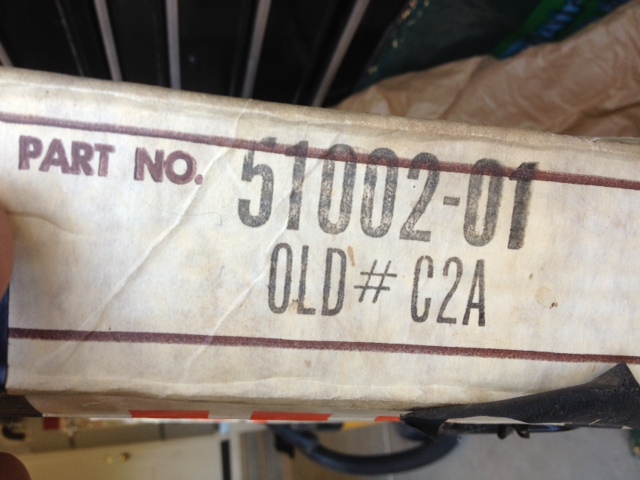 PART NO. 51002-01
OLD # C2A